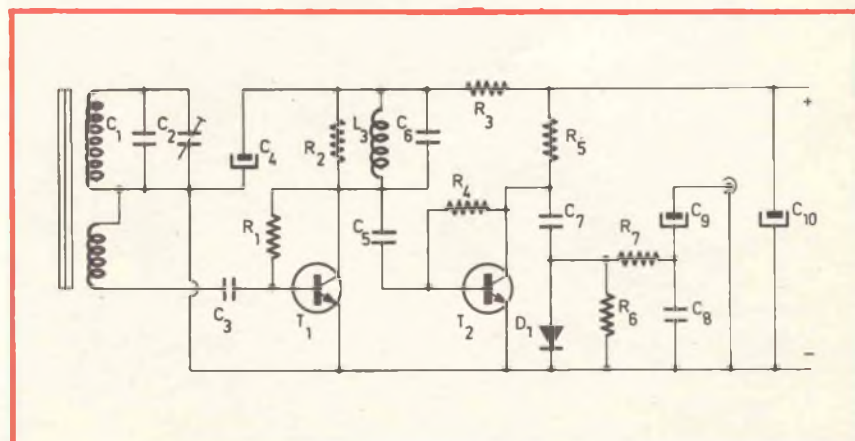 C1
C2
C4
R2
L3
C6
R3
R5
+
R1
C5
R4
C7
R7
C9
C10
C3
T1
T2
D1
R6
C8
–